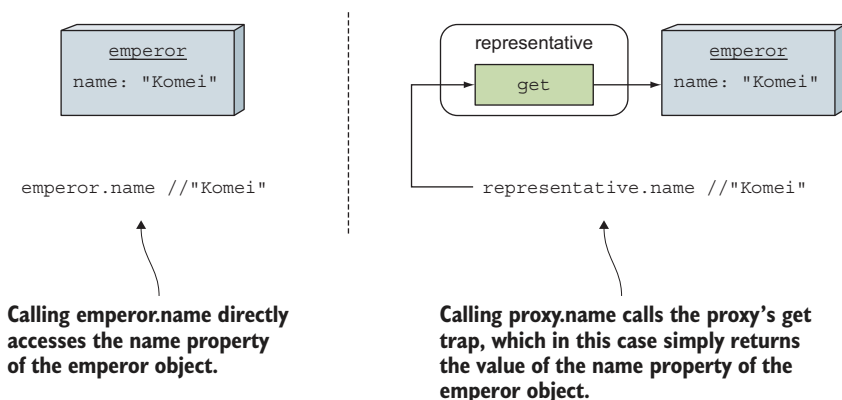 emperor
name: "Komei"
emperor.name //"Komei"
Calling emperor.name directly
accesses the name property
of the emperor object.
representative
get
emperor
name: "Komei"
representative.name //"Komei"
Calling proxy.name calls the proxy’s get
trap, which in this case simply returns
the value of the name property of the
emperor object.